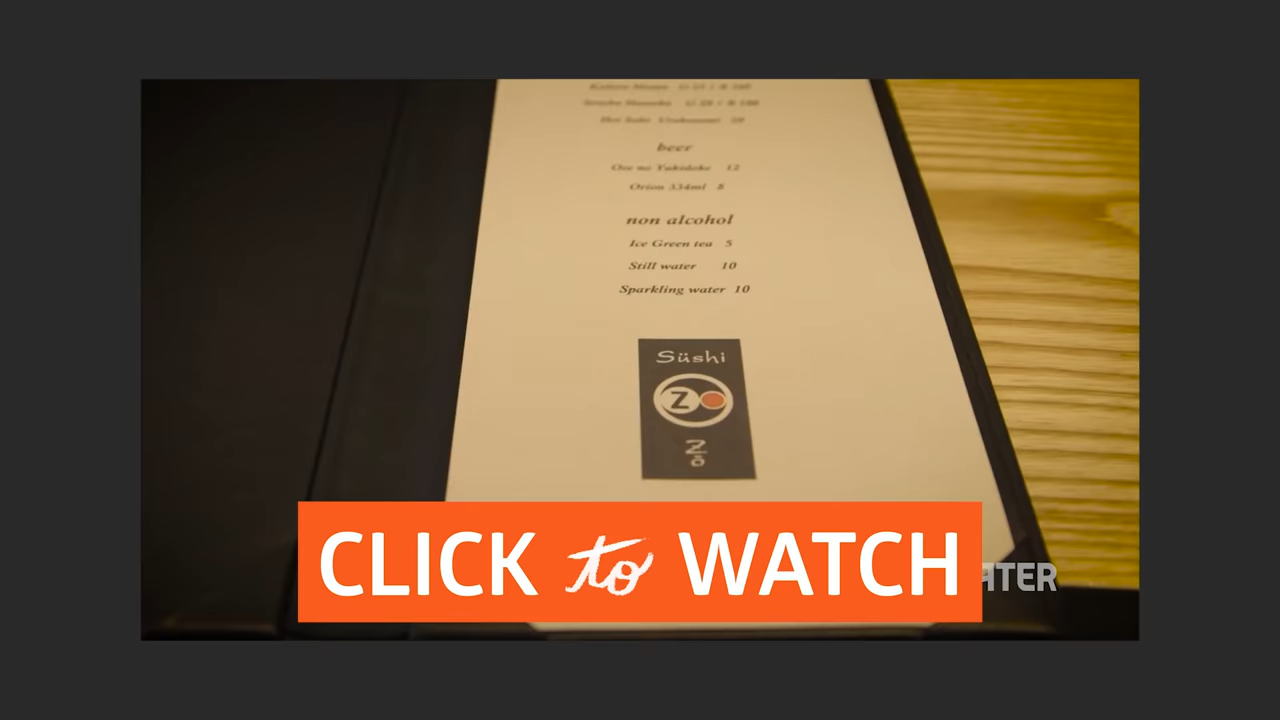 beer
Ore no Yakidoke 12
Orion 334ml 8
non alcohol
Ice Green tea 5
Still water 10
Sparkling water 10
Süshi
Z
Zō
CLICK to WATCH